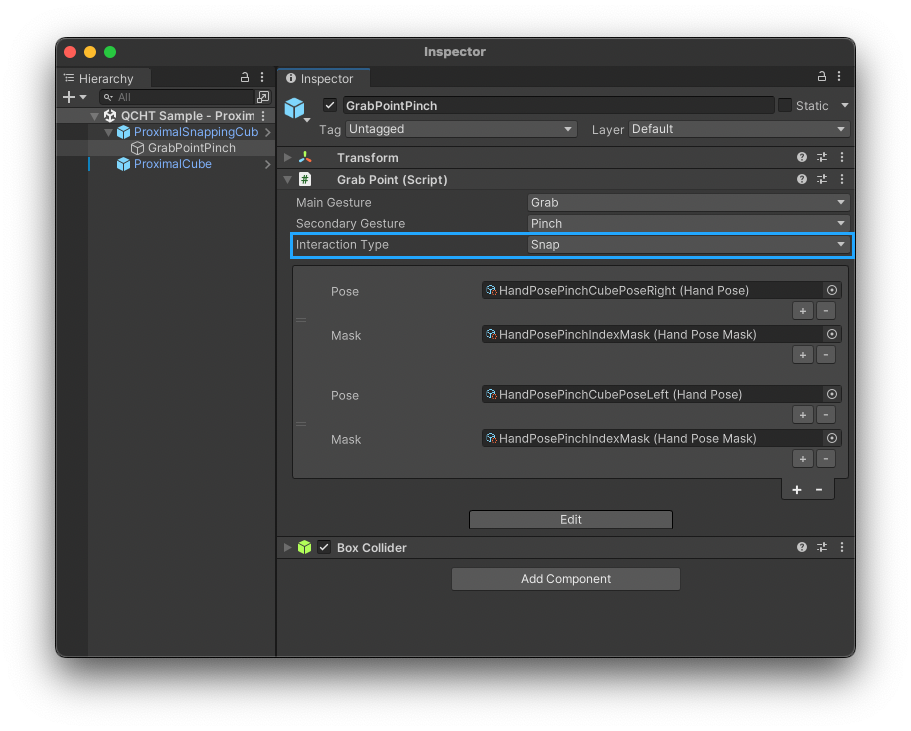 Inspector
Hierarchy
All
QCHT Sample - Proxim
ProximalSnappingCub
GrabPointPinch
ProximalCube
Inspector
GrabPointPinch
Static
Tag Untagged Layer Default
Transform
# Grab Point (Script)
Main Gesture Grab
Secondary Gesture Pinch
Interaction Type Snap
Pose HandPosePinchCubePoseRight (Hand Pose)
+ -
Mask HandPosePinchIndexMask (Hand Pose Mask)
+ -
Pose HandPosePinchCubePoseLeft (Hand Pose)
+ -
Mask HandPosePinchIndexMask (Hand Pose Mask)
+ -
+ -
Edit
Box Collider
Add Component